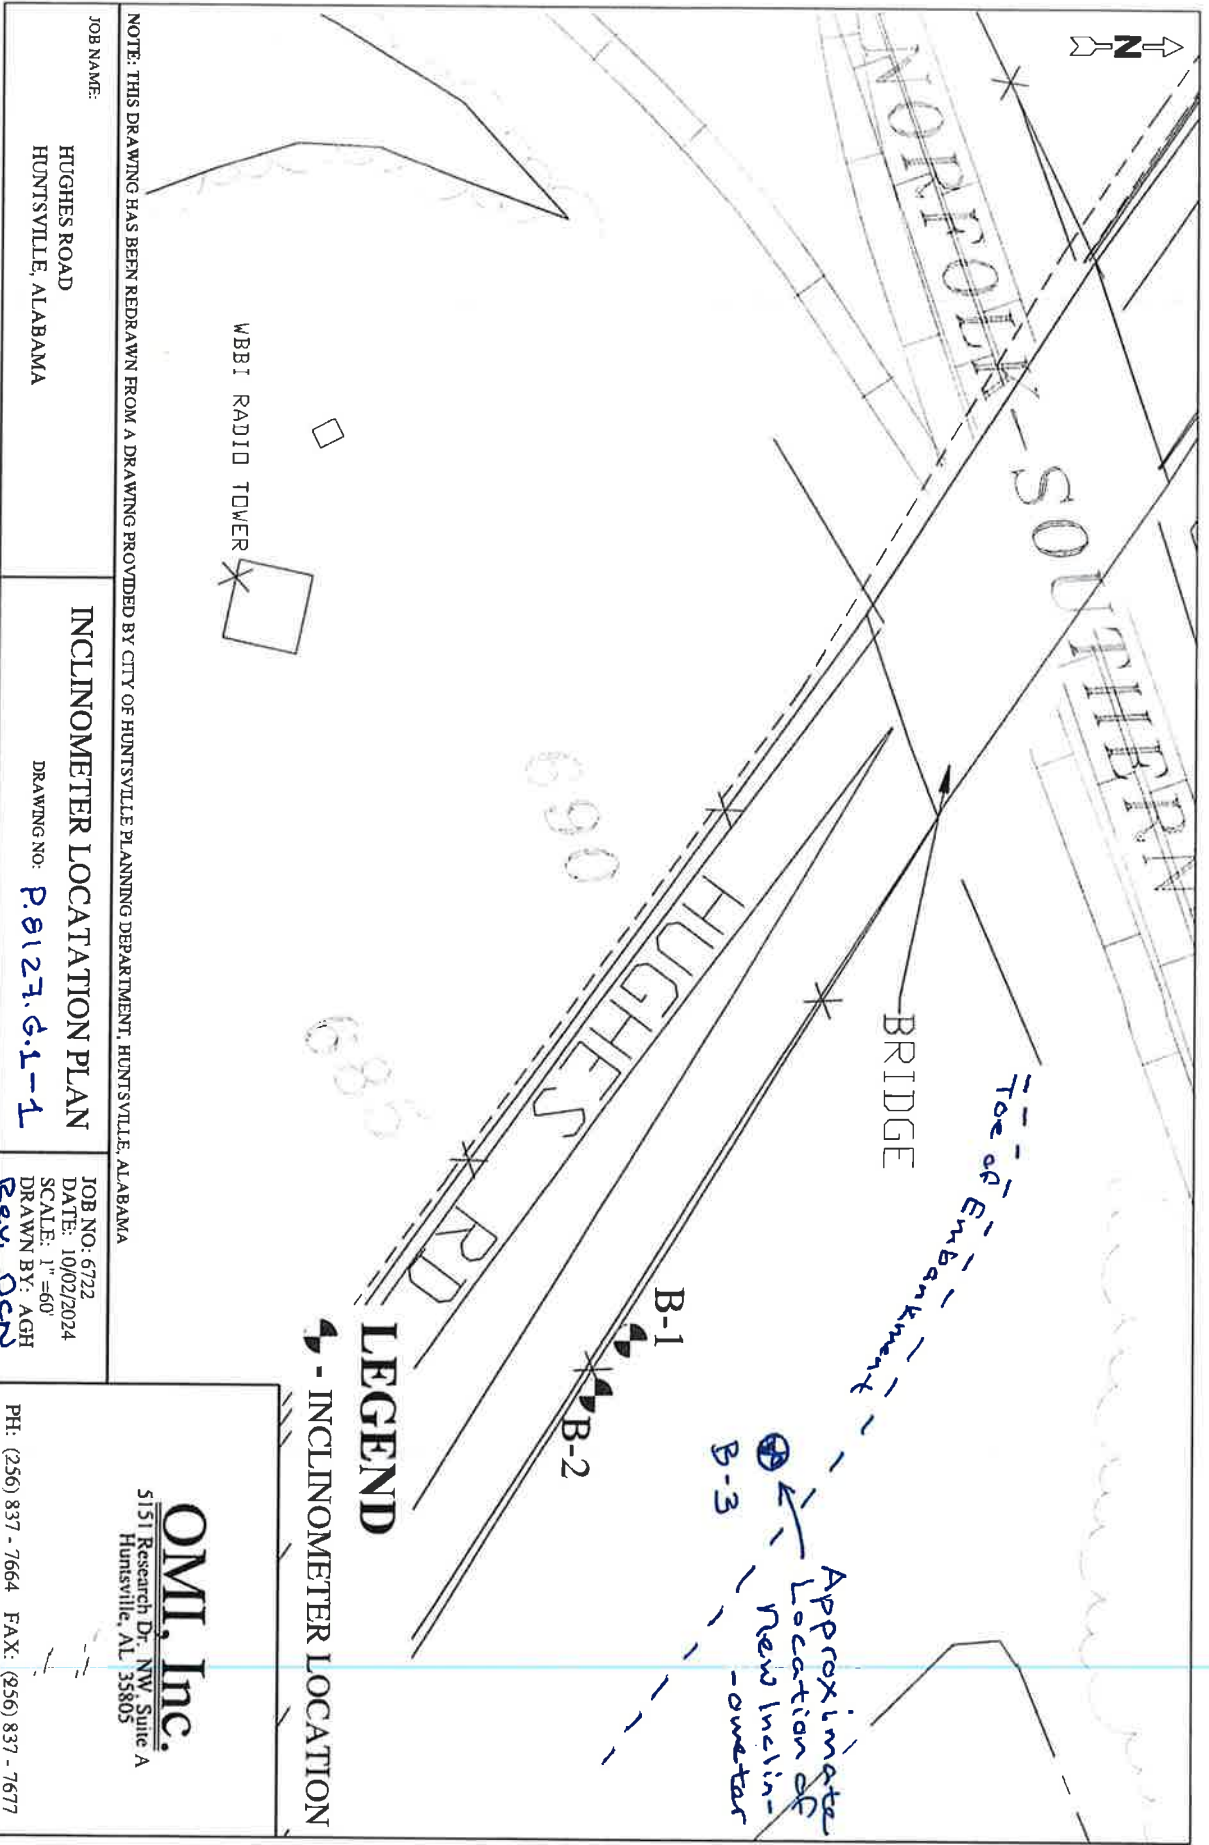 N
NORFOLK-SOUTHERN
BRIDGE
Toe of Embankment
HUGHES RD
690
685
WBBI RADIO TOWER
B-1
B-2
B-3
Approximate
Location of
New Inclin-
-ometer
LEGEND
- INCLINOMETER LOCATION
NOTE: THIS DRAWING HAS BEEN REDRAWN FROM A DRAWING PROVIDED BY CITY OF HUNTSVILLE PLANNING DEPARTMENT, HUNTSVILLE, ALABAMA
JOB NAME:
HUGHES ROAD
HUNTSVILLE, ALABAMA
INCLINOMETER LOCATATION PLAN
DRAWING NO: P.8127.G.1-1
JOB NO: 6722
DATE: 10/02/2024
SCALE: 1"=60'
DRAWN BY: AGH
Rev.
OMI, Inc.
5151 Research Dr. NW, Suite A
Huntsville, AL 35805
PH: (256) 837 - 7664 FAX: (256) 837 - 7677